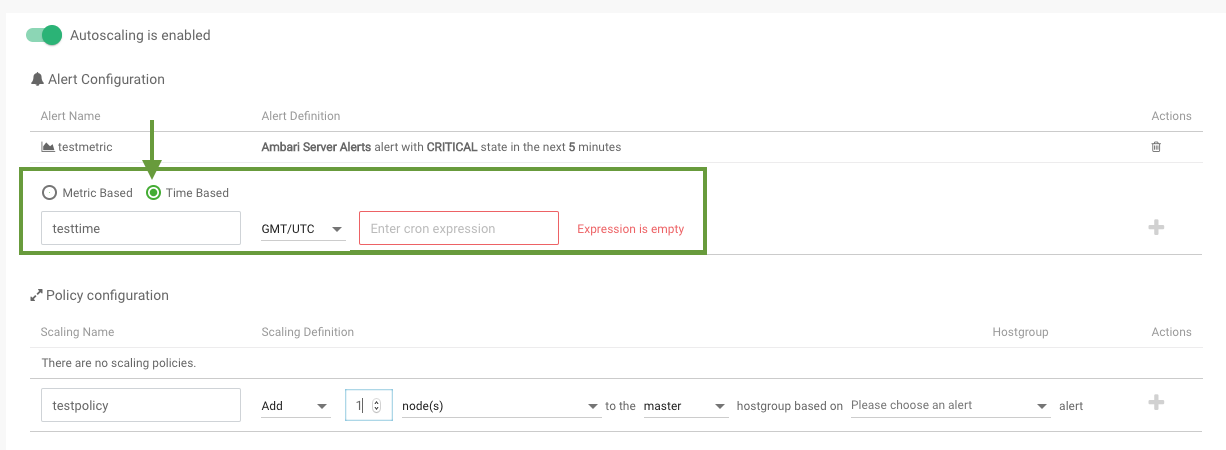 Autoscaling is enabled
Alert Configuration
Alert Name Alert Definition Actions
testmetric Ambari Server Alerts alert with CRITICAL state in the next 5 minutes
Metric Based Time Based
testtime GMT/UTC Enter cron expression Expression is empty
Policy configuration
Scaling Name Scaling Definition Hostgroup Actions
There are no scaling policies.
testpolicy Add 1 node(s) to the master hostgroup based on Please choose an alert alert